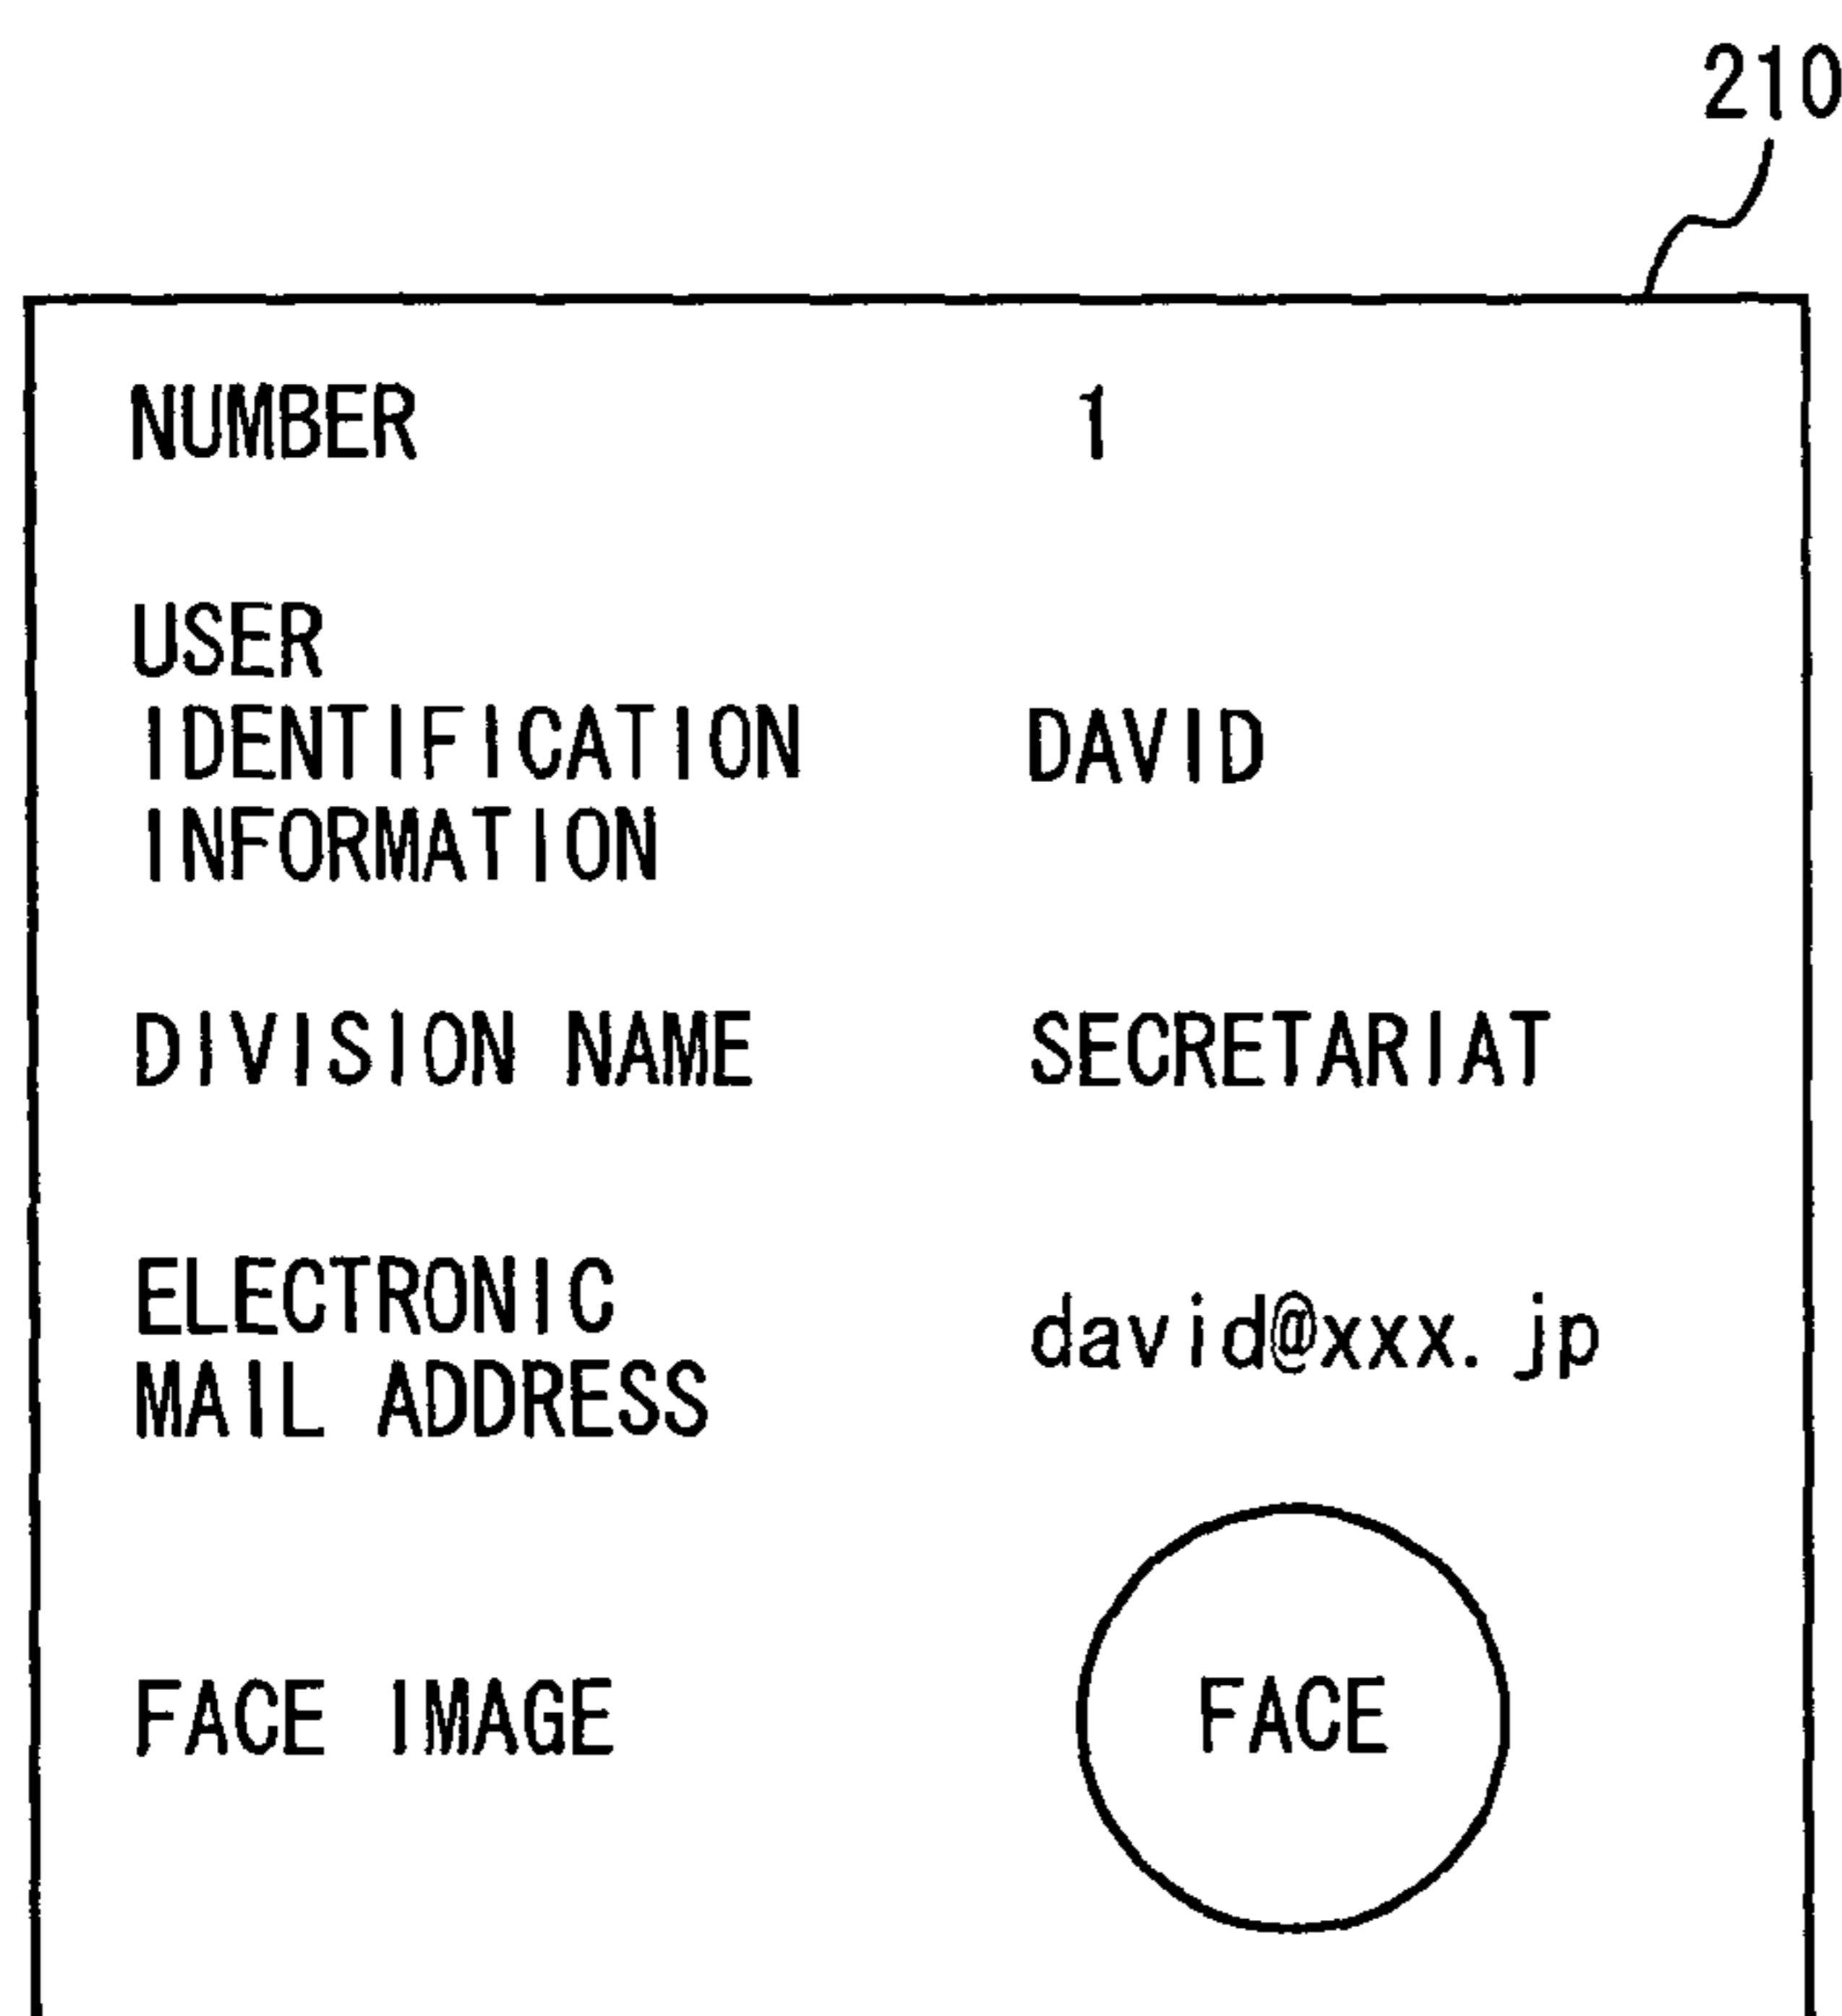 210
NUMBER 1
USER
IDENTIFICATION DAVID
INFORMATION
DIVISION NAME SECRETARIAT
ELECTRONIC
david@xxx.jp
MAIL ADDRESS
FACE IMAGE FACE